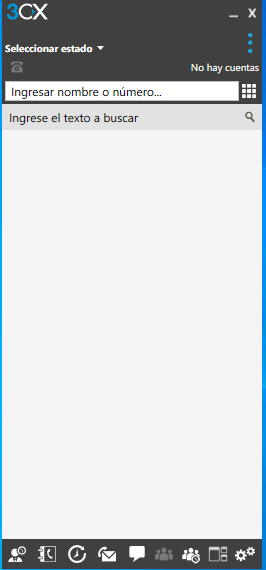 3CX
Seleccionar estado
No hay cuentas
Ingresar nombre o número...
Ingrese el texto a buscar